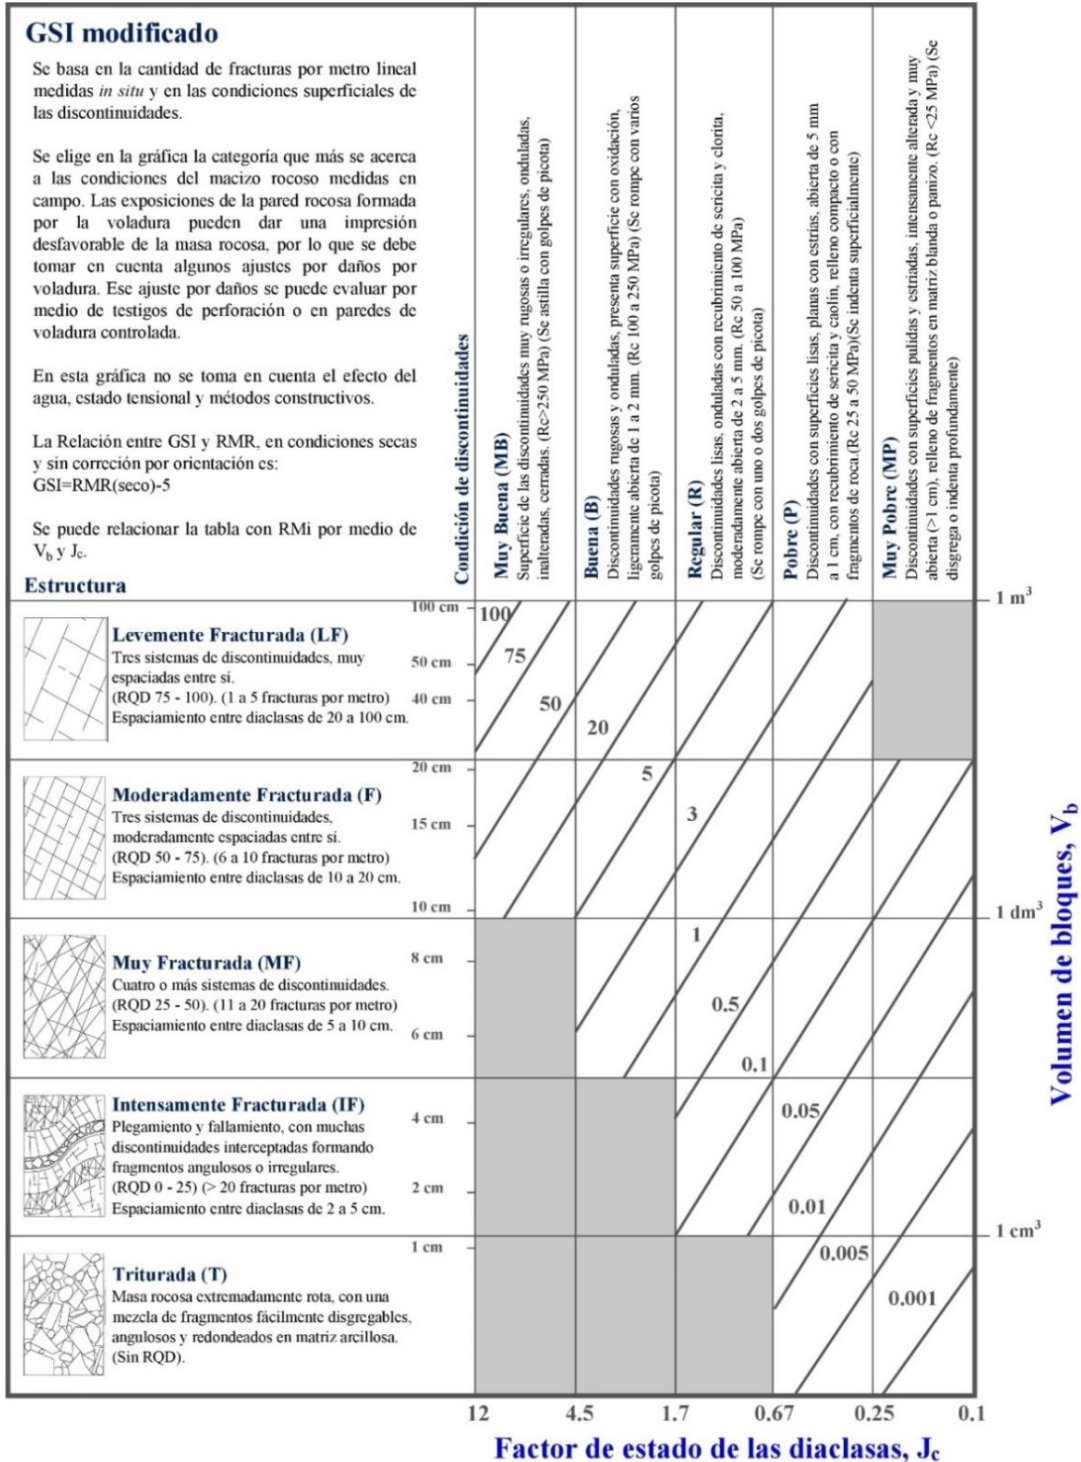 GSI modificado
Se basa en la cantidad de fracturas por metro lineal
medidas in situ y en las condiciones superficiales de
las discontinuidades.
Se elige en la gráfica la categoría que más se acerca
a las condiciones del macizo rocoso medidas en
campo. Las exposiciones de la pared rocosa formada
por la voladura pueden dar una impresión
desfavorable de la masa rocosa, por lo que se debe
tomar en cuenta algunos ajustes por daños por
voladura. Ese ajuste por daños se puede evaluar por
medio de testigos de perforación o en paredes de
voladura controlada.
En esta gráfica no se toma en cuenta el efecto del
agua, estado tensional y métodos constructivos.
La Relación entre GSI y RMR, en condiciones secas
y sin correción por orientación es:
GSI=RMR(seco)-5
Se puede relacionar la tabla con RMi por medio de
Vb y Jc.
Estructura
Condición de discontinuidades
Muy Buena (MB)
Superficie de las discontinuidades muy rugosas o irregulares, onduladas,
inalteradas, cerradas. (Rc>250 MPa) (Se astilla con golpes de picota)
Buena (B)
Discontinuidades rugosas y onduladas, presenta superficie con oxidación,
ligeramente abierta de 1 a 2 mm. (Rc 100 a 250 MPa) (Se rompe con varios
golpes de picota)
Regular (R)
Discontinuidades lisas, onduladas con recubrimiento de sericita y clorita,
moderadamente abierta de 2 a 5 mm. (Rc 50 a 100 MPa)
(Se rompe con uno o dos golpes de picota)
Pobre (P)
Discontinuidades con superficies lisas, planas con estrías, abierta de 5 mm
a 1 cm, con recubrimiento de sericita y caolín, relleno compacto o con
fragmentos de roca.(Rc 25 a 50 MPa)(Se indenta superficialmente)
Muy Pobre (MP)
Discontinuidades con superficies pulidas y estriadas, intensamente alterada y muy
abierta (>1 cm), relleno de fragmentos en matriz blanda o panizo. (Rc <25 MPa) (Se
disgrega o indenta profundamente)
Levemente Fracturada (LF)
Tres sistemas de discontinuidades, muy
espaciadas entre sí.
(RQD 75 - 100). (1 a 5 fracturas por metro)
Espaciamiento entre diaclasas de 20 a 100 cm.
Moderadamente Fracturada (F)
Tres sistemas de discontinuidades,
moderadamente espaciadas entre sí.
(RQD 50 - 75). (6 a 10 fracturas por metro)
Espaciamiento entre diaclasas de 10 a 20 cm.
Muy Fracturada (MF)
Cuatro o más sistemas de discontinuidades.
(RQD 25 - 50). (11 a 20 fracturas por metro)
Espaciamiento entre diaclasas de 5 a 10 cm.
Intensamente Fracturada (IF)
Plegamiento y fallamiento, con muchas
discontinuidades interceptadas formando
fragmentos angulosos o irregulares.
(RQD 0 - 25) (> 20 fracturas por metro)
Espaciamiento entre diaclasas de 2 a 5 cm.
Triturada (T)
Masa rocosa extremadamente rota, con una
mezcla de fragmentos fácilmente disgregables,
angulosos y redondeados en matriz arcillosa.
(Sin RQD).
100 cm
50 cm
40 cm
20 cm
15 cm
10 cm
8 cm
6 cm
4 cm
2 cm
1 cm
100
75
50
20
5
3
1
0.5
0.1
0.05
0.01
0.005
0.001
1 m³
1 dm³
1 cm³
Volumen de bloques, Vb
12 4.5 1.7 0.67 0.25 0.1
Factor de estado de las diaclasas, Jc